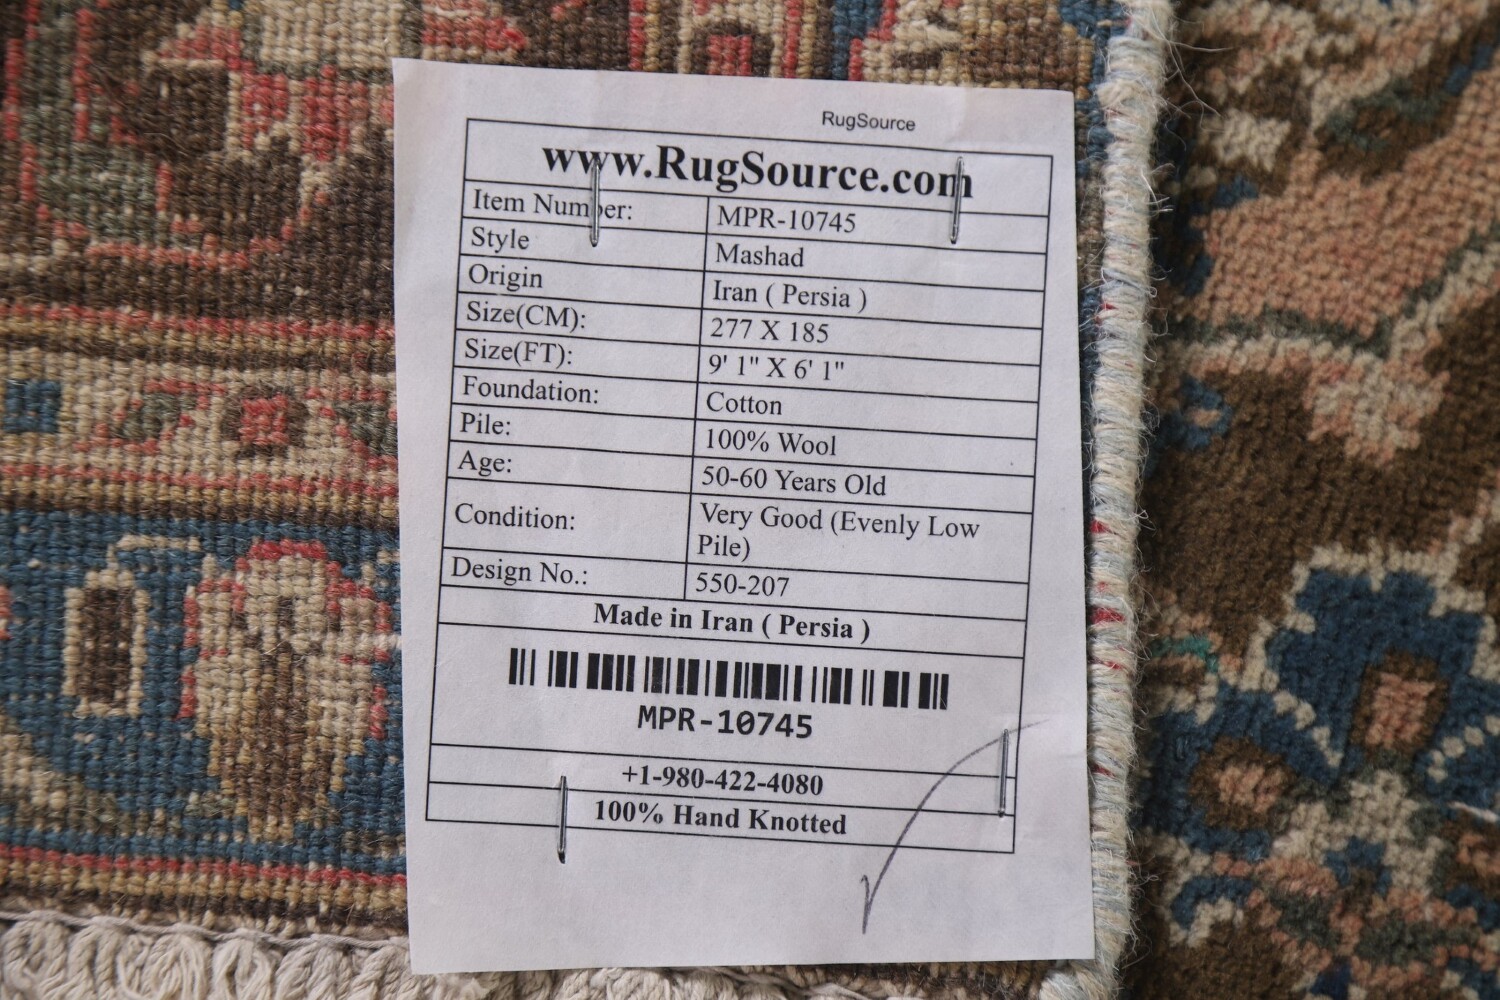 RugSource
www.RugSource.com
Item Number: MPR-10745
Style Mashad
Origin Iran ( Persia )
Size(CM): 277 X 185
Size(FT): 9' 1" X 6' 1"
Foundation: Cotton
Pile: 100% Wool
Age: 50-60 Years Old
Condition: Very Good (Evenly Low
Pile)
Design No.: 550-207
Made in Iran ( Persia )
MPR-10745
+1-980-422-4080
100% Hand Knotted